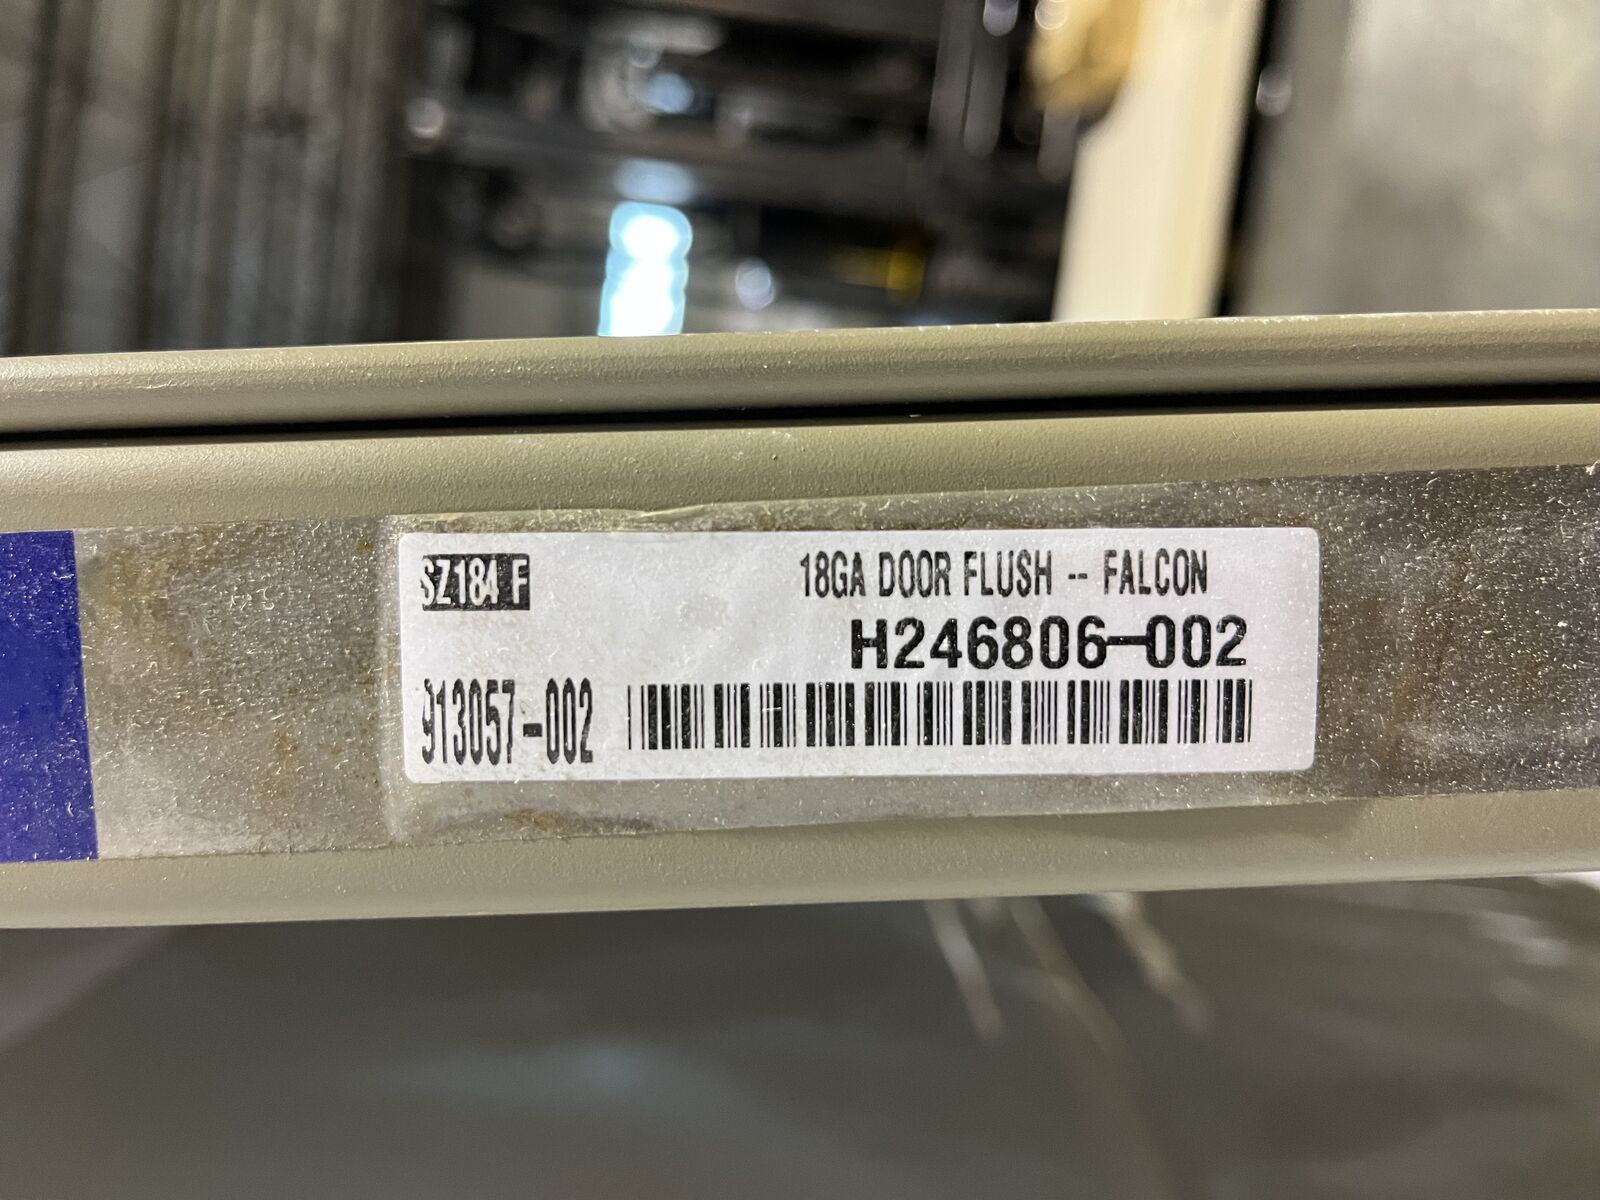 SZ184 F
18GA DOOR FLUSH -- FALCON
H246806-002
913057-002